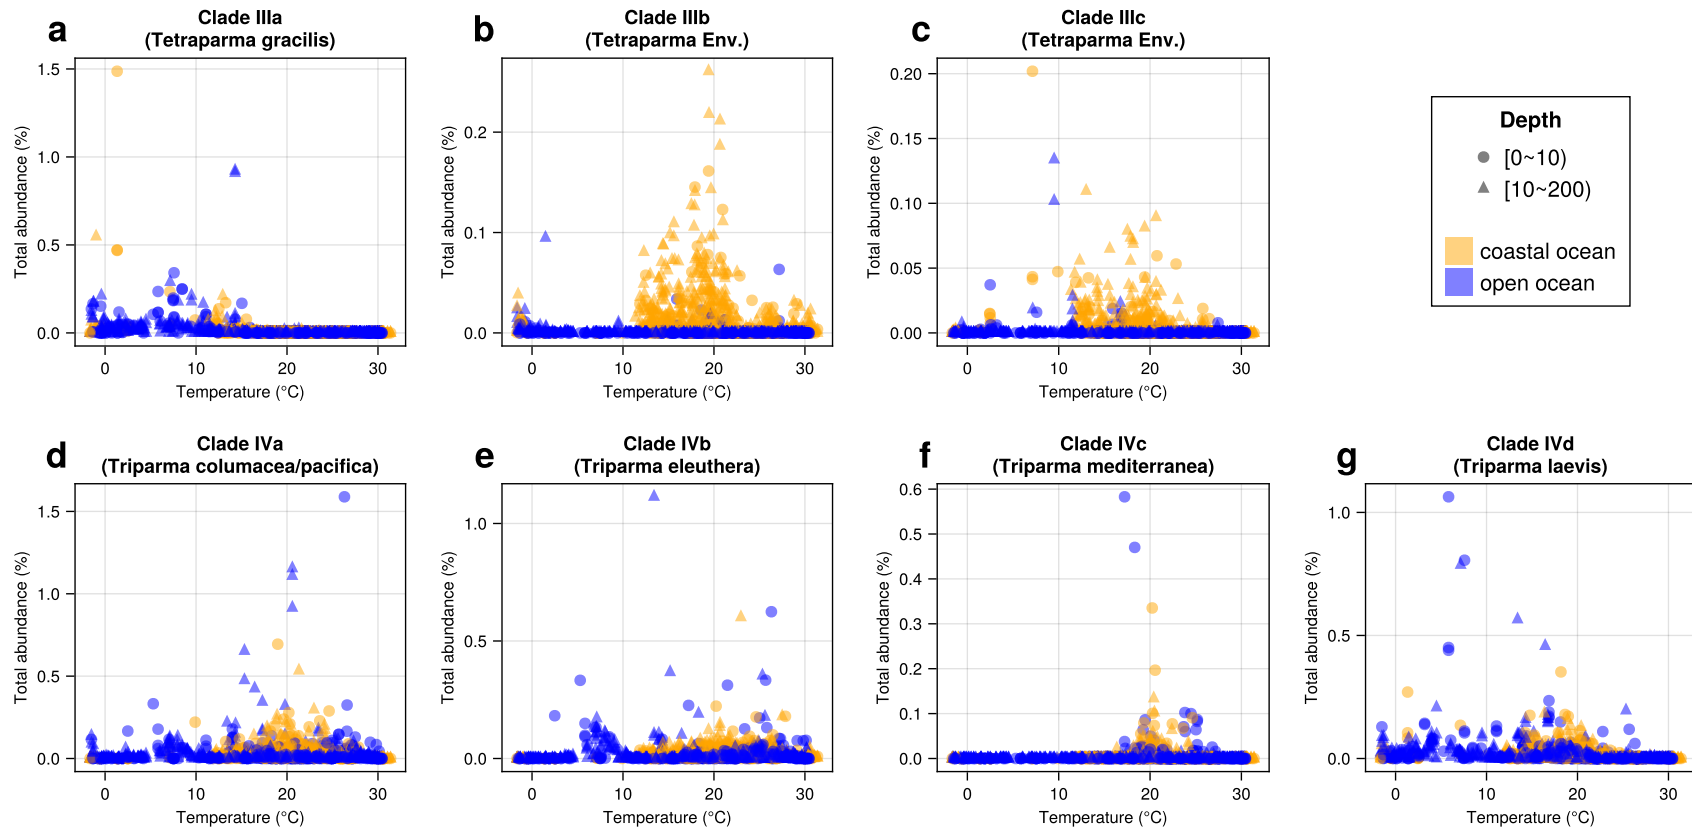 a
Clade IIIa
(Tetraparma gracilis)
Total abundance (%)
1.5
1.0
0.5
0.0
0 10 20 30
Temperature (°C)
b
Clade IIIb
(Tetraparma Env.)
Total abundance (%)
0.2
0.1
0.0
0 10 20 30
Temperature (°C)
c
Clade IIIc
(Tetraparma Env.)
Total abundance (%)
0.20
0.15
0.10
0.05
0.00
0 10 20 30
Temperature (°C)
Depth
[0~10)
[10~200)
coastal ocean
open ocean
d
Clade IVa
(Triparma columacea/pacifica)
Total abundance (%)
1.5
1.0
0.5
0.0
0 10 20 30
Temperature (°C)
e
Clade IVb
(Triparma eleuthera)
Total abundance (%)
1.0
0.5
0.0
0 10 20 30
Temperature (°C)
f
Clade IVc
(Triparma mediterranea)
Total abundance (%)
0.6
0.5
0.4
0.3
0.2
0.1
0.0
0 10 20 30
Temperature (°C)
g
Clade IVd
(Triparma laevis)
Total abundance (%)
1.0
0.5
0.0
0 10 20 30
Temperature (°C)